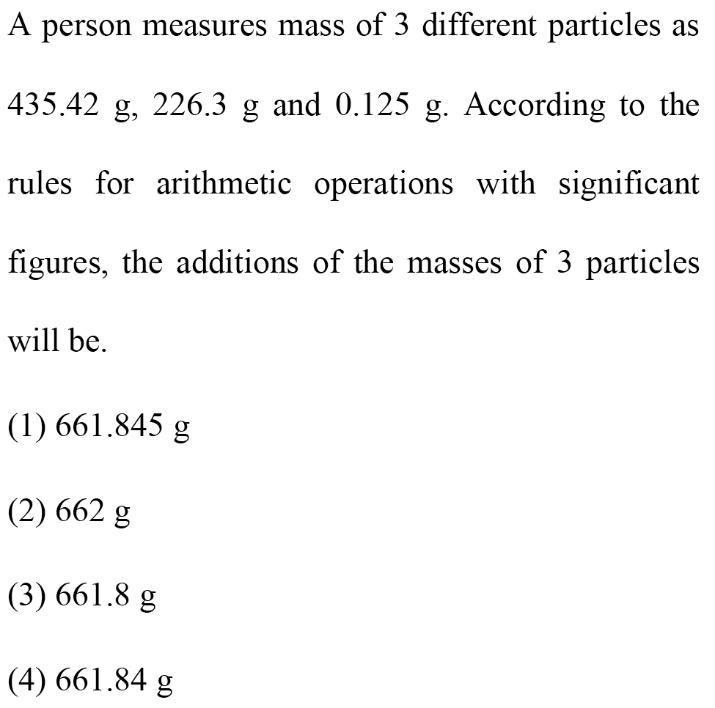 A person measures mass of 3 different particles as
435.42 g, 226.3 g and 0.125 g. According to the
rules for arithmetic operations with significant
figures, the additions of the masses of 3 particles
will be.
(1) 661.845 g
(2) 662 g
(3) 661.8 g
(4) 661.84 g